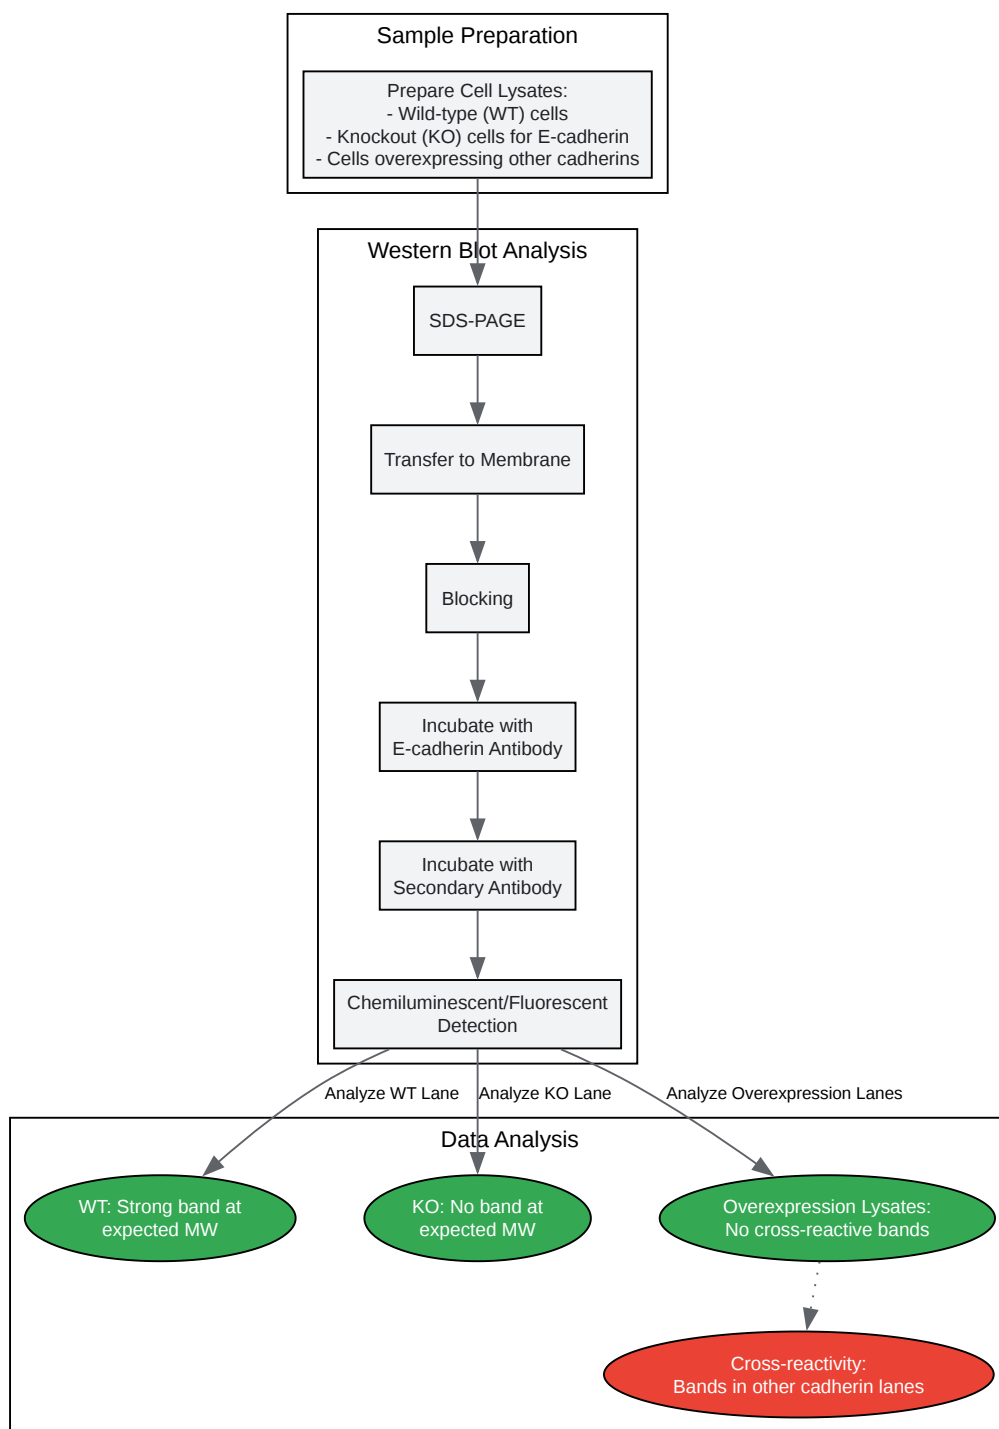 Sample Preparation
Prepare Cell Lysates:
- Wild-type (WT) cells
- Knockout (KO) cells for E-cadherin
- Cells overexpressing other cadherins
Western Blot Analysis
SDS-PAGE
Transfer to Membrane
Blocking
Incubate with
E-cadherin Antibody
Incubate with
Secondary Antibody
Chemiluminescent/Fluorescent
Detection
Analyze WT Lane
Analyze KO Lane
Analyze Overexpression Lanes
Data Analysis
WT: Strong band at
expected MW
KO: No band at
expected MW
Overexpression Lysates:
No cross-reactive bands
Cross-reactivity:
Bands in other cadherin lanes